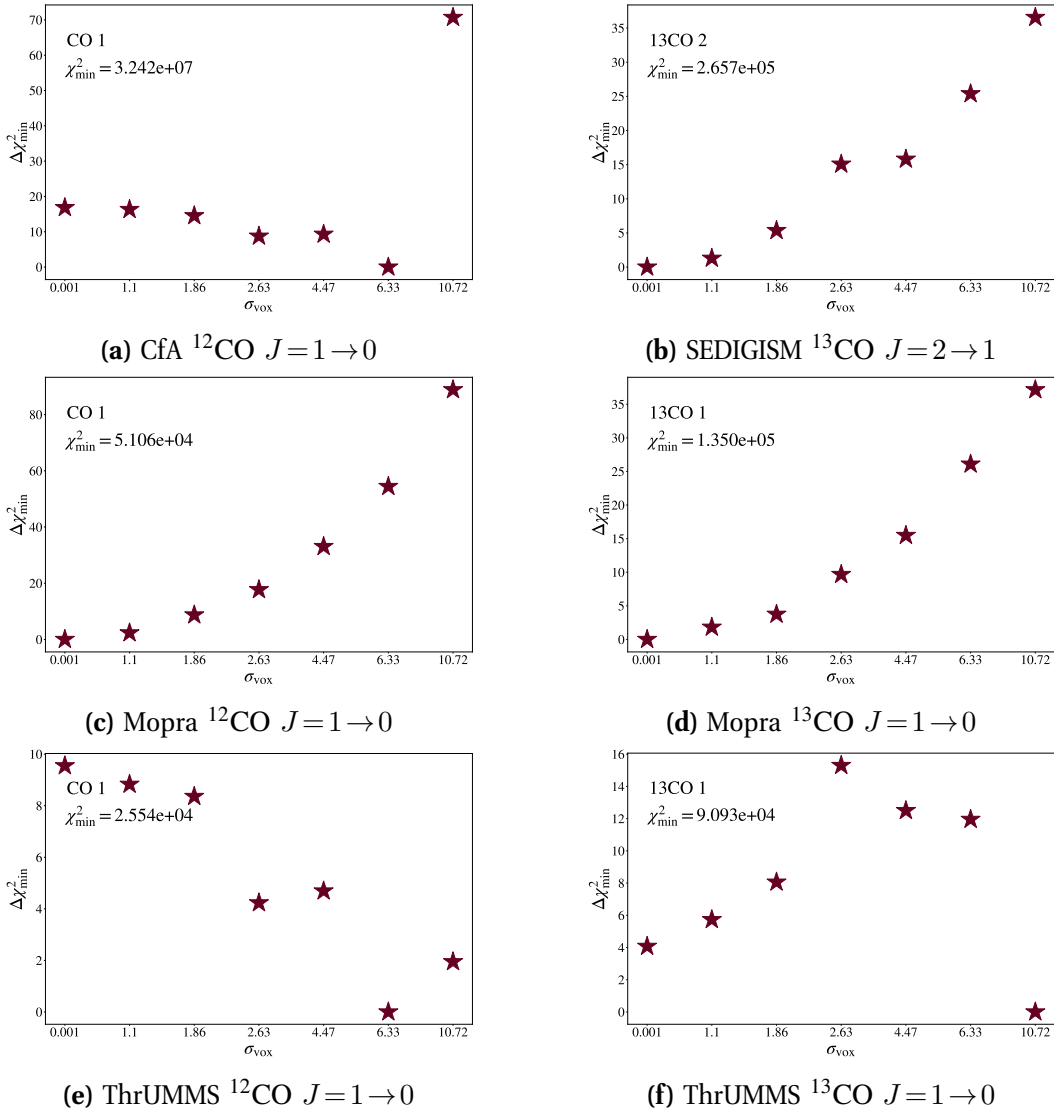 70
60
50
40
30
20
10
0
Δχ²min
CO 1
χ²min = 3.242e+07
0.001 1.1 1.86 2.63 4.47 6.33 10.72
σvox
(a) CfA ¹²CO J = 1 → 0
35
30
25
20
15
10
5
0
Δχ²min
13CO 2
χ²min = 2.657e+05
0.001 1.1 1.86 2.63 4.47 6.33 10.72
σvox
(b) SEDIGISM ¹³CO J = 2 → 1
80
60
40
20
0
Δχ²min
CO 1
χ²min = 5.106e+04
0.001 1.1 1.86 2.63 4.47 6.33 10.72
σvox
(c) Mopra ¹²CO J = 1 → 0
35
30
25
20
15
10
5
0
Δχ²min
13CO 1
χ²min = 1.350e+05
0.001 1.1 1.86 2.63 4.47 6.33 10.72
σvox
(d) Mopra ¹³CO J = 1 → 0
10
8
6
4
2
0
Δχ²min
CO 1
χ²min = 2.554e+04
0.001 1.1 1.86 2.63 4.47 6.33 10.72
σvox
(e) ThrUMMS ¹²CO J = 1 → 0
16
14
12
10
8
6
4
2
0
Δχ²min
13CO 1
χ²min = 9.093e+04
0.001 1.1 1.86 2.63 4.47 6.33 10.72
σvox
(f) ThrUMMS ¹³CO J = 1 → 0